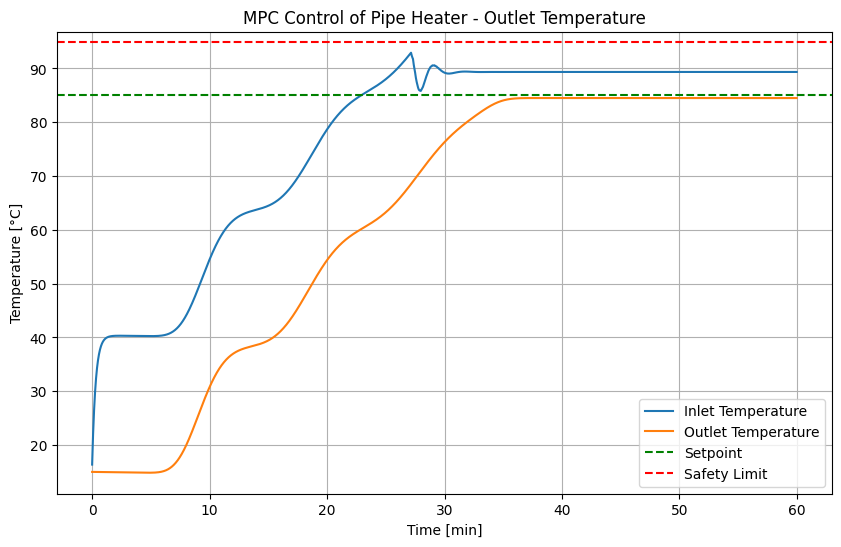 MPC Control of Pipe Heater - Outlet Temperature
Temperature [°C]
90
80
70
60
50
40
30
20
0
10
20
30
40
50
60
Time [min]
Inlet Temperature
Outlet Temperature
Setpoint
Safety Limit